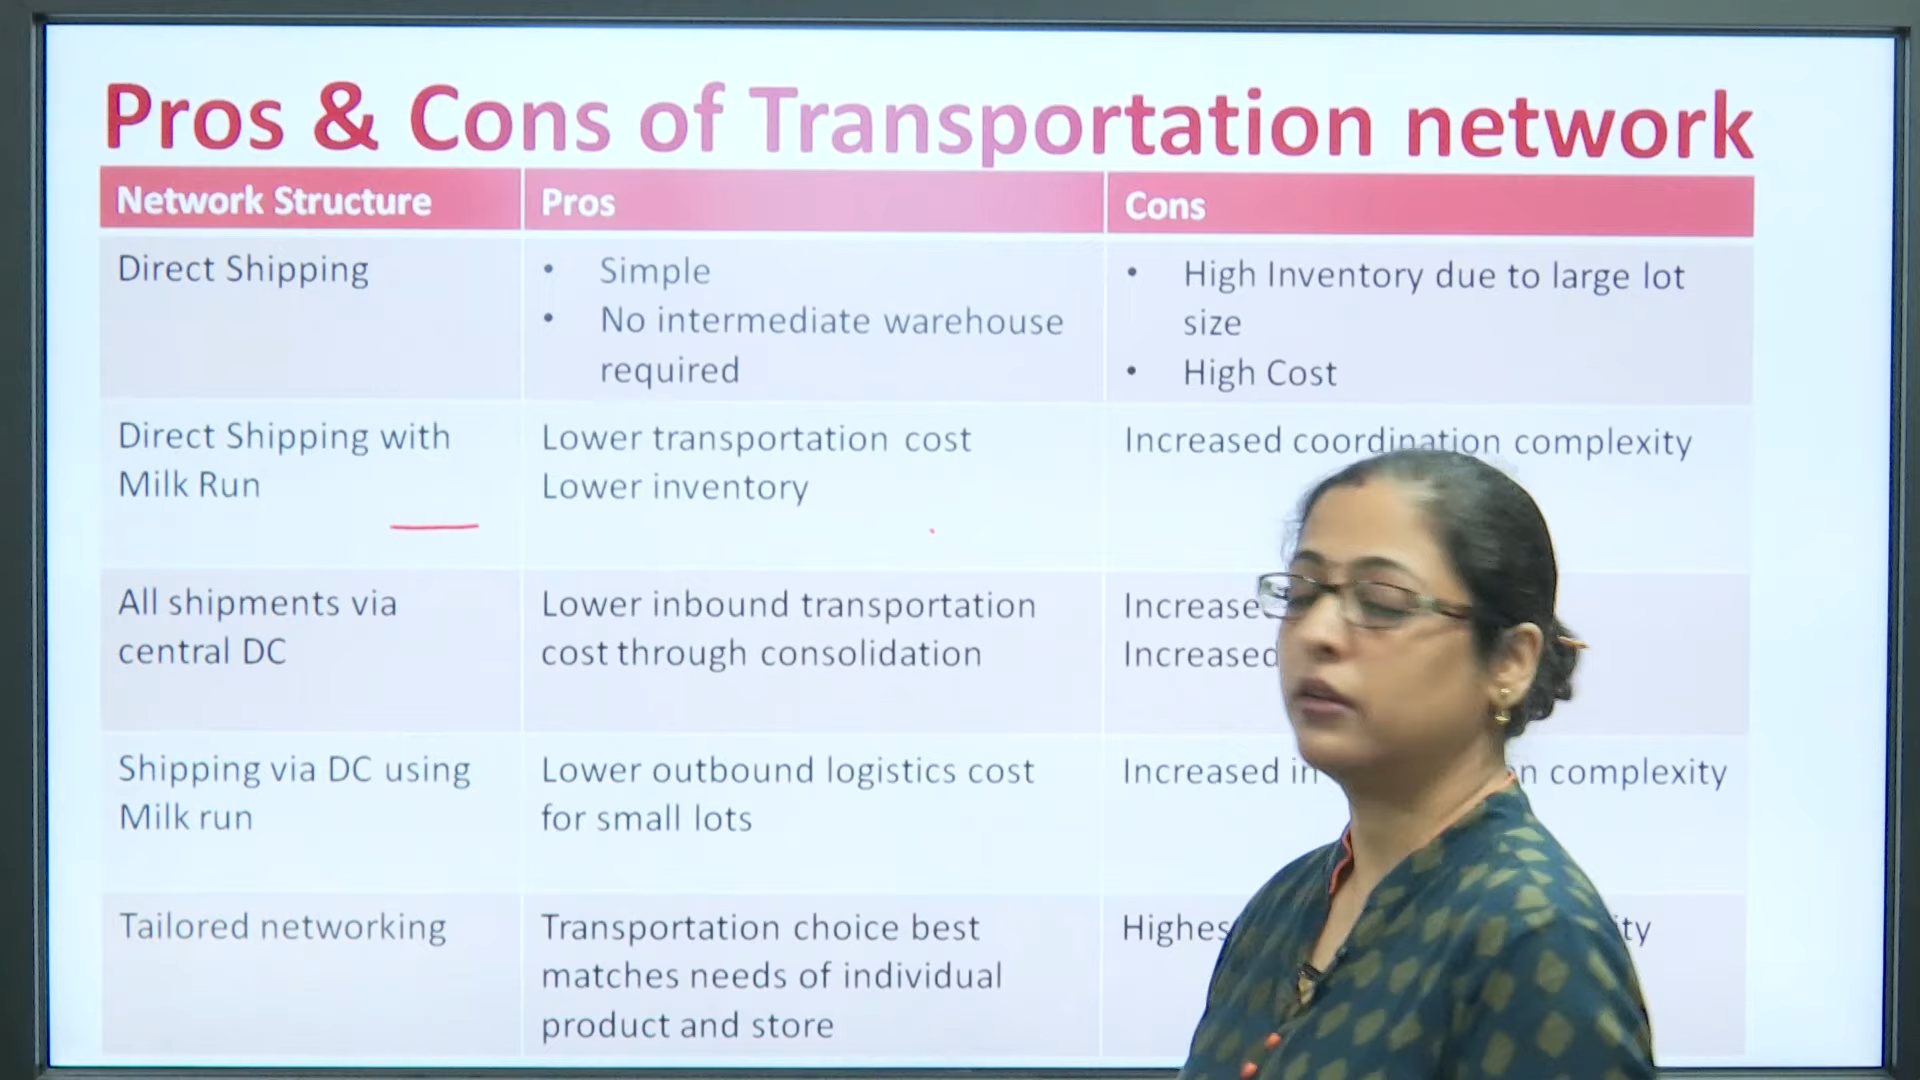 Pros & Cons of Transportation network
Network Structure
Pros
Cons
Direct Shipping
• Simple
• No intermediate warehouse
required
• High Inventory due to large lot
size
• High Cost
Direct Shipping with
Milk Run
Lower transportation cost
Lower inventory
Increased coordination complexity
All shipments via
central DC
Lower inbound transportation
cost through consolidation
Increased
Shipping via DC using
Milk run
Lower outbound logistics cost
for small lots
Increased complexity
Tailored networking
Transportation choice best
matches needs of individual
product and store